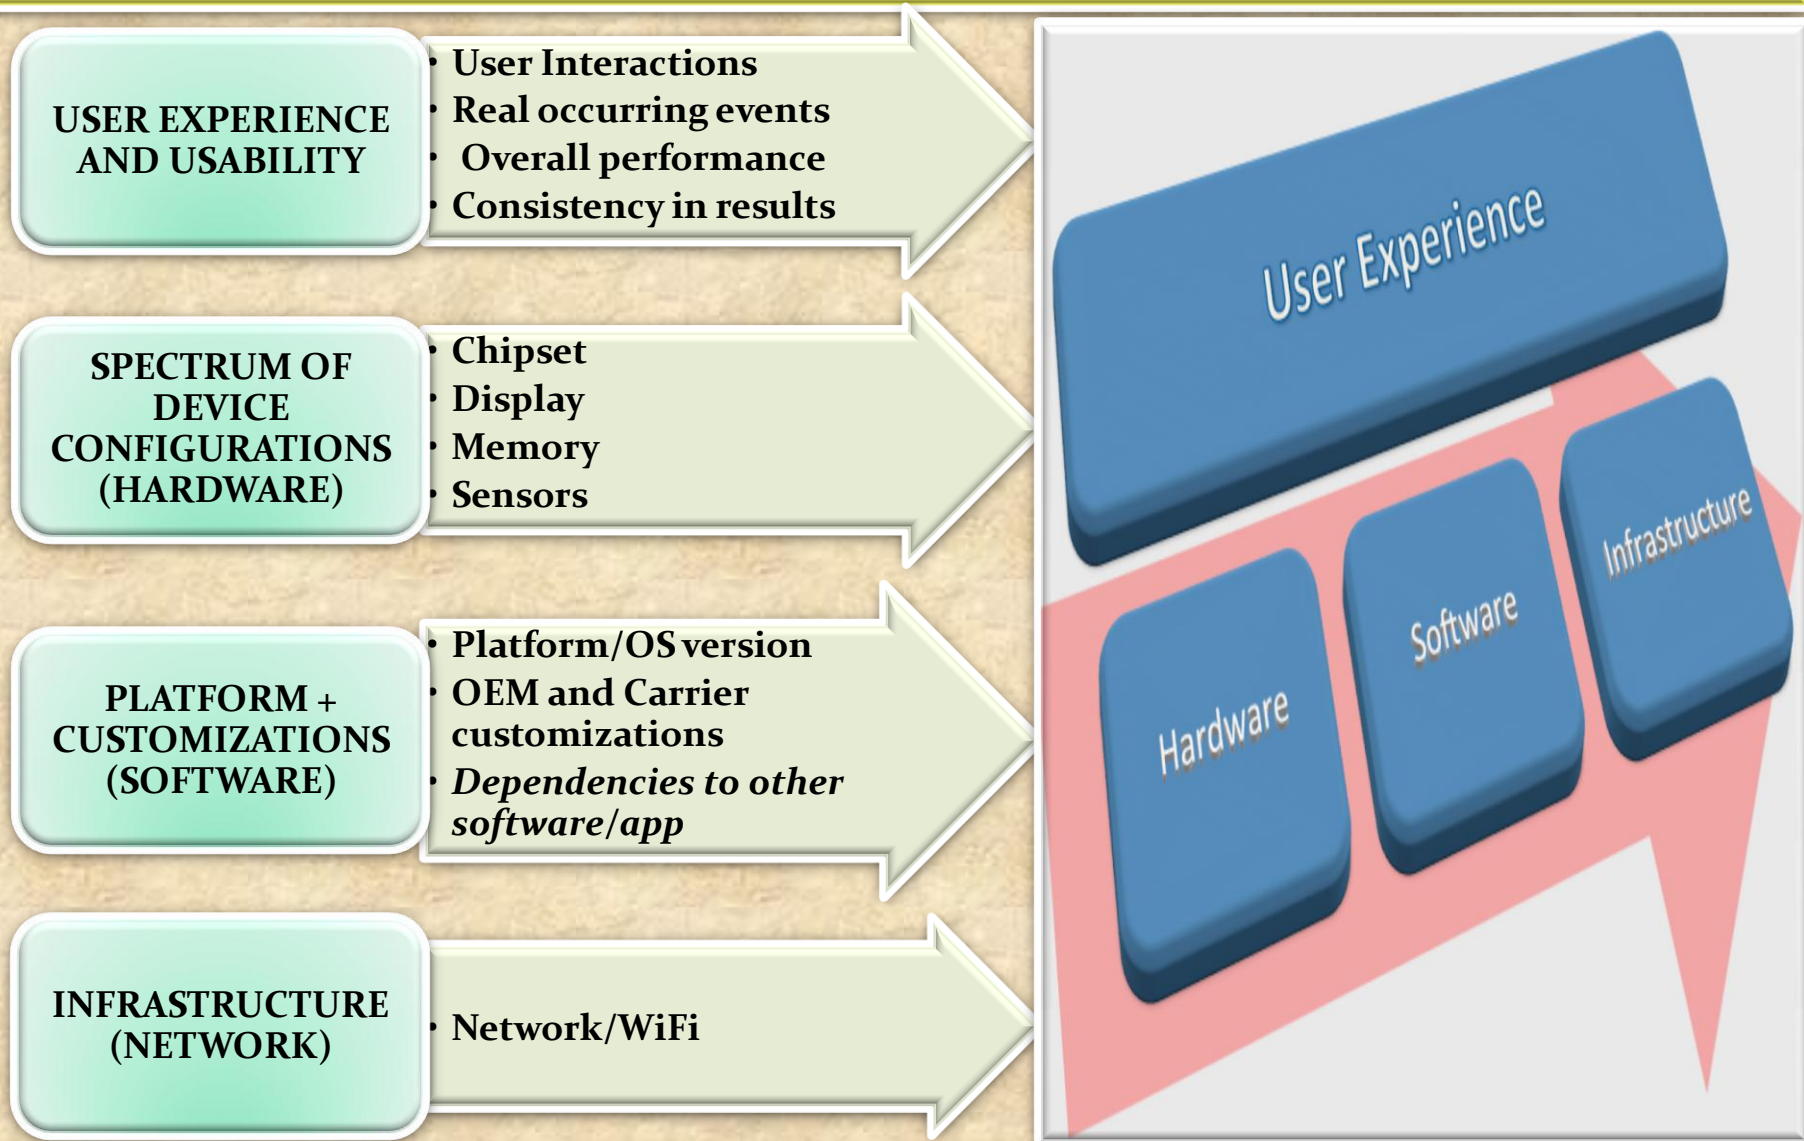 USER EXPERIENCE
AND USABILITY
• User Interactions
• Real occurring events
• Overall performance
• Consistency in results
SPECTRUM OF
DEVICE
CONFIGURATIONS
(HARDWARE)
• Chipset
• Display
• Memory
• Sensors
PLATFORM +
CUSTOMIZATIONS
(SOFTWARE)
• Platform/OS version
• OEM and Carrier
customizations
• Dependencies to other
software/app
INFRASTRUCTURE
(NETWORK)
• Network/WiFi
User Experience
Hardware
Software
Infrastructure